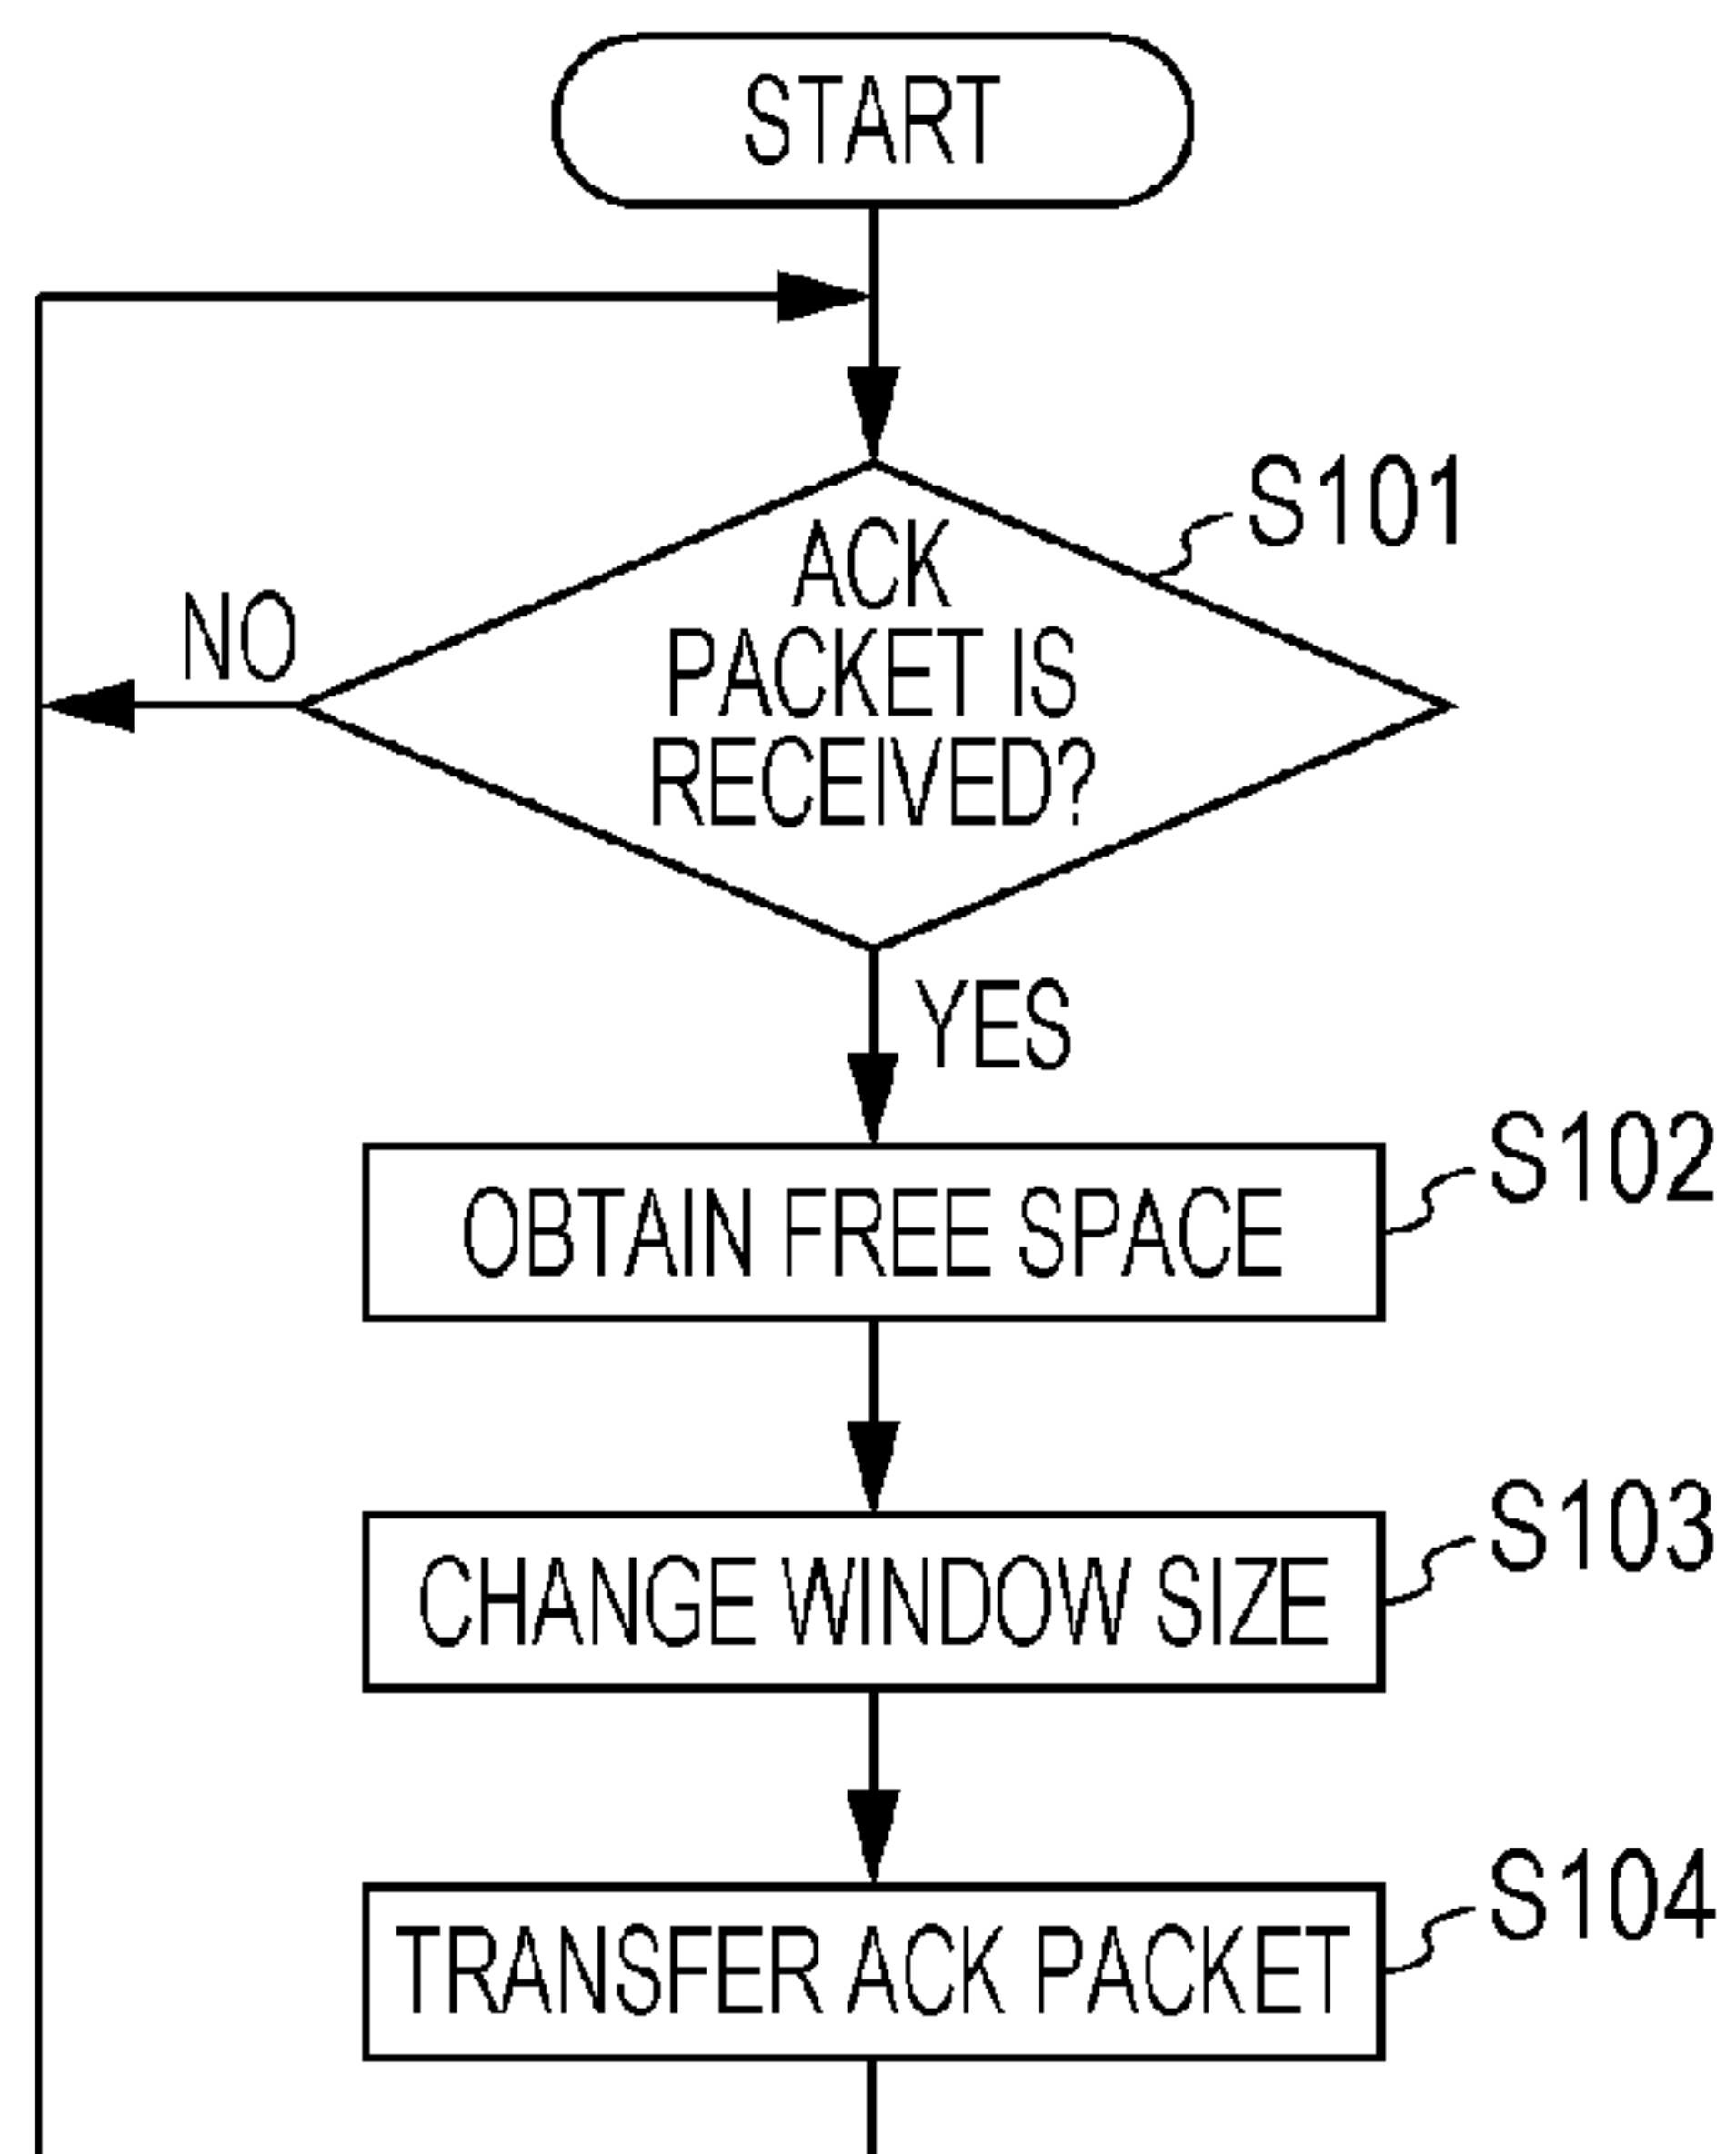 START
S101
ACK
PACKET IS
RECEIVED?
NO
YES
S102
OBTAIN FREE SPACE
S103
CHANGE WINDOW SIZE
S104
TRANSFER ACK PACKET